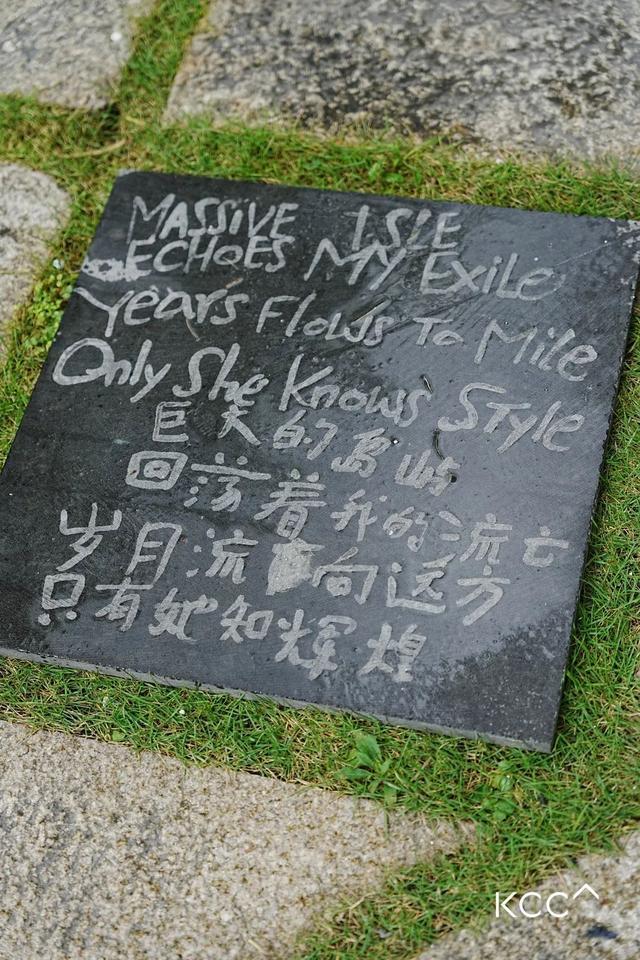 MASSIVE ISLE
ECHOES MY EXILE
Years Flows To Mile
Only She Knows Style
巨大的岛屿
回荡着我的流亡
岁月流向远方
只有她知辉煌
KCC^